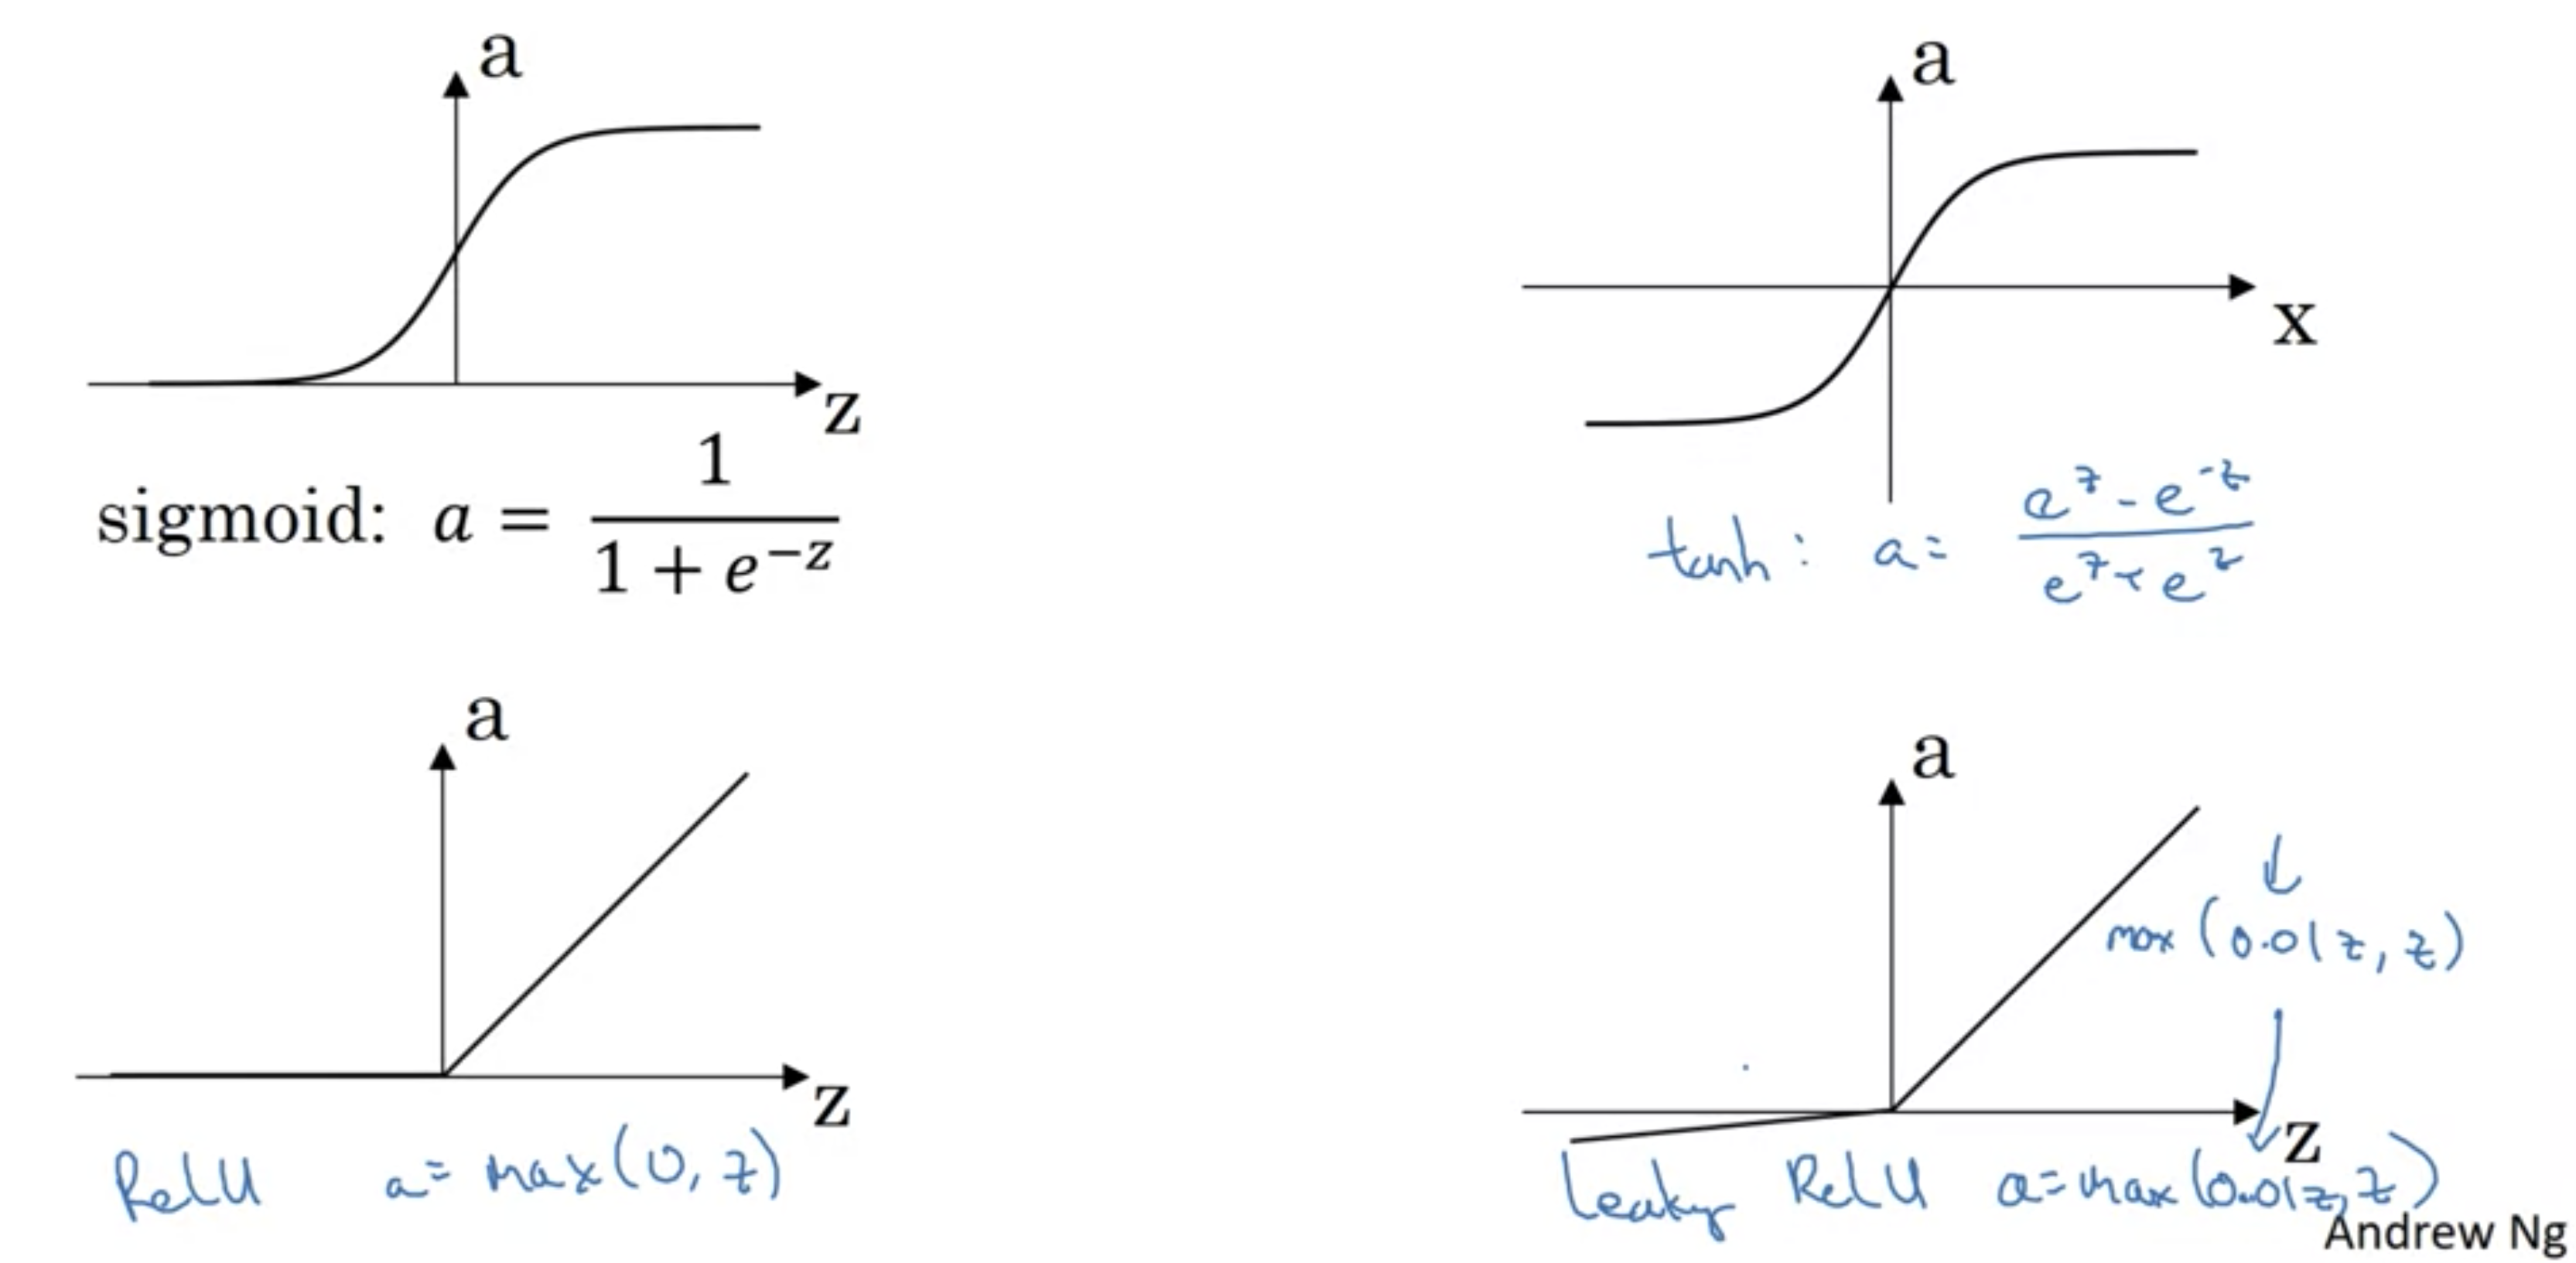 a
z
sigmoid: a = 1 / (1 + e^{-z})
a
x
tanh: a = (e^z - e^{-z}) / (e^z + e^z)
a
z
ReLU a = max(0, z)
a
max(0.01z, z)
z
Leaky ReLU a = max(0.01z, z)
Andrew Ng